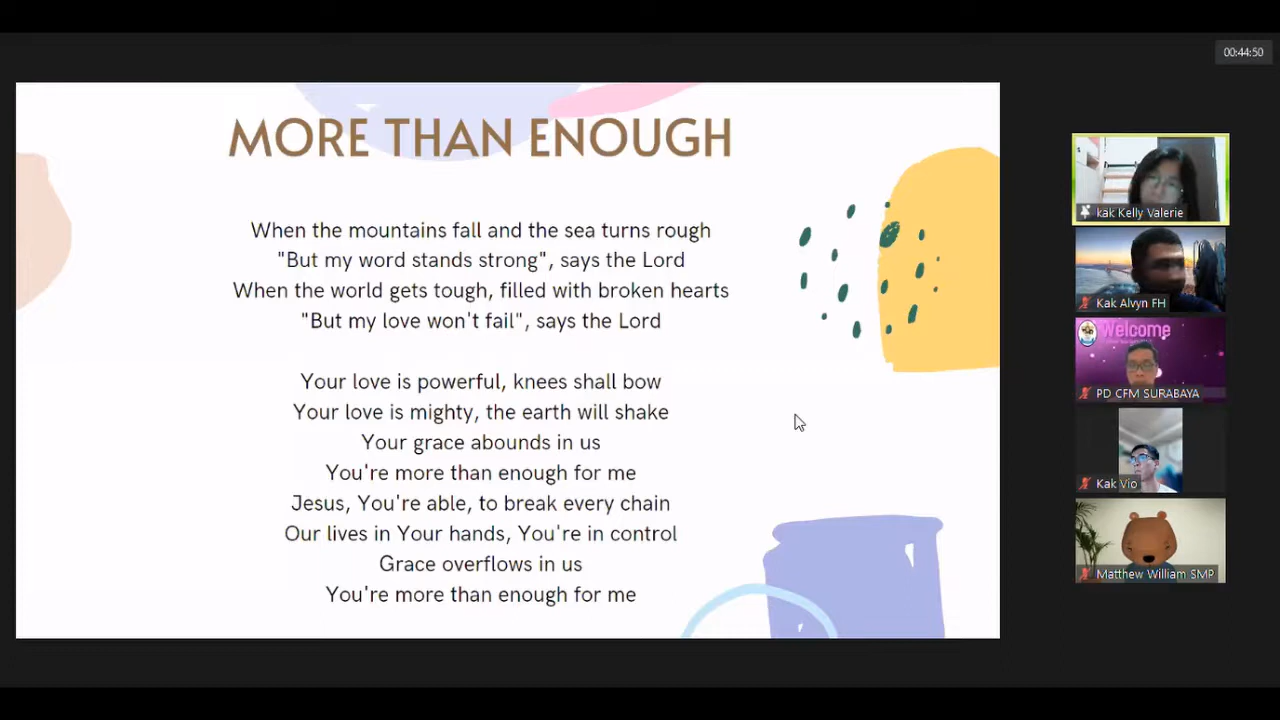 00:44:50
MORE THAN ENOUGH
When the mountains fall and the sea turns rough
"But my word stands strong", says the Lord
When the world gets tough, filled with broken hearts
"But my love won't fail", says the Lord
Your love is powerful, knees shall bow
Your love is mighty, the earth will shake
Your grace abounds in us
You're more than enough for me
Jesus, You're able, to break every chain
Our lives in Your hands, You're in control
Grace overflows in us
You're more than enough for me
kak Kelly Valerie
Kak Alvyn FH
Welcome
PD CFM SURABAYA
Kak Vio
Matthew William SMP